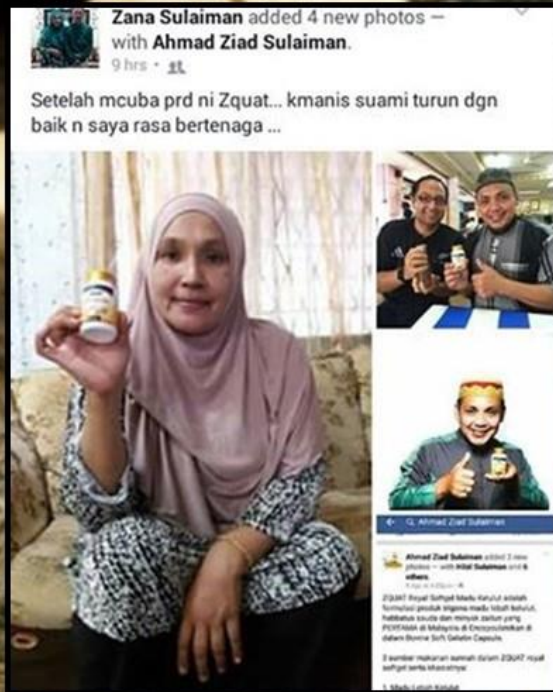 Zana Sulaiman added 4 new photos —
with Ahmad Ziad Sulaiman.
9 hrs
Setelah mcuba prd ni Zquat... kmanis suami turun dgn
baik n saya rasa bertenaga ...
Ahmad Ziad Sulaiman
Ahmad Ziad Sulaiman added 3 new
photos — with Hilal Sulaiman and 6
others.
ZQUAT Royal Softgel Madu Kelulut adalah
formulasi produk trigona madu lebah kelulut,
habbatus sauda dan minyak zaitun yang
PERTAMA di Malaysia di Encapsulatekan di
dalam Bovine Soft Gelatin Capsule.
3 sumber makanan sunnah dalam ZQUAT royal
softgel serta khasiatnya:
1. Madu Lebah Kelulut